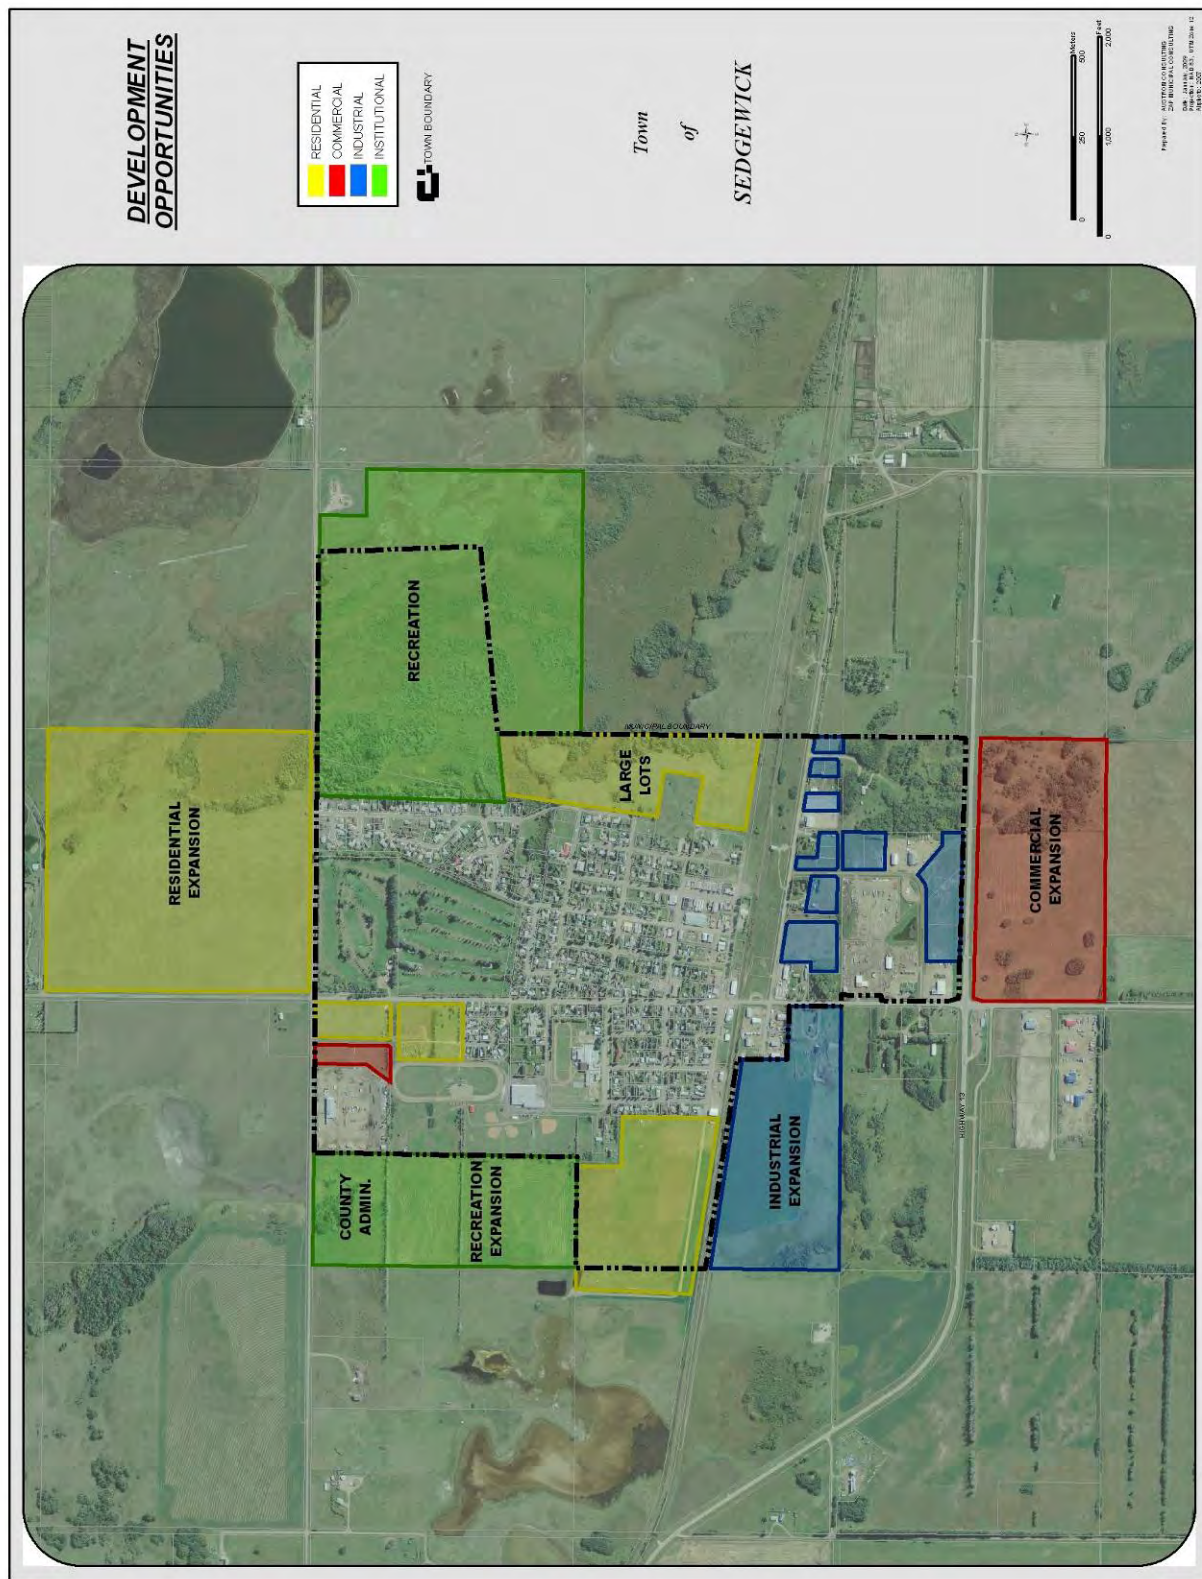 DEVELOPMENT
OPPORTUNITIES
RESIDENTIAL
COMMERCIAL
INDUSTRIAL
INSTITUTIONAL
TOWN BOUNDARY
Town
of
SEDGEWICK
Meters
0 250 500
Feet
0 1,000 2,000
COUNTY
ADMIN.
RECREATION
EXPANSION
RESIDENTIAL
EXPANSION
RECREATION
LARGE
LOTS
MUNICIPAL BOUNDARY
INDUSTRIAL
EXPANSION
COMMERCIAL
EXPANSION
HIGHWAY 13